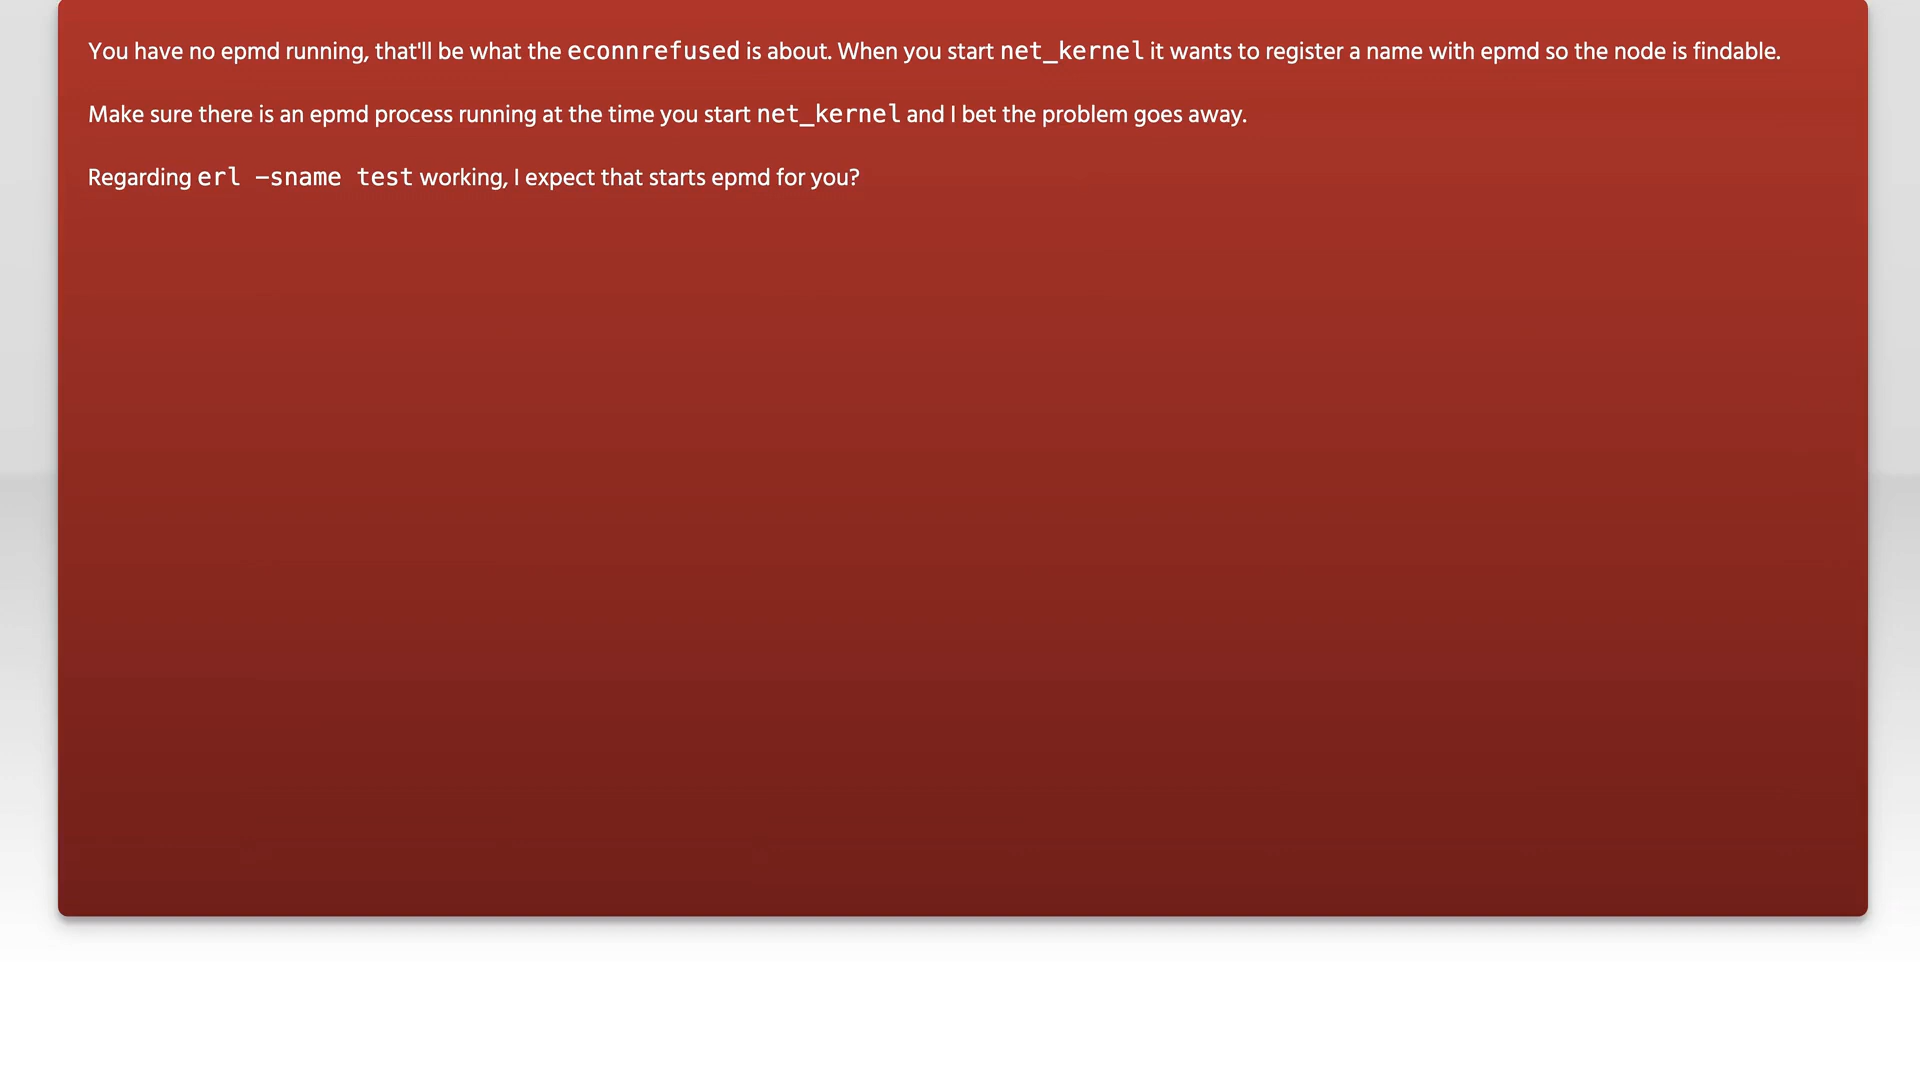 You have no epmd running, that'll be what the econnrefused is about. When you start net_kernel it wants to register a name with epmd so the node is findable.
Make sure there is an epmd process running at the time you start net_kernel and I bet the problem goes away.
Regarding erl –sname test working, I expect that starts epmd for you?